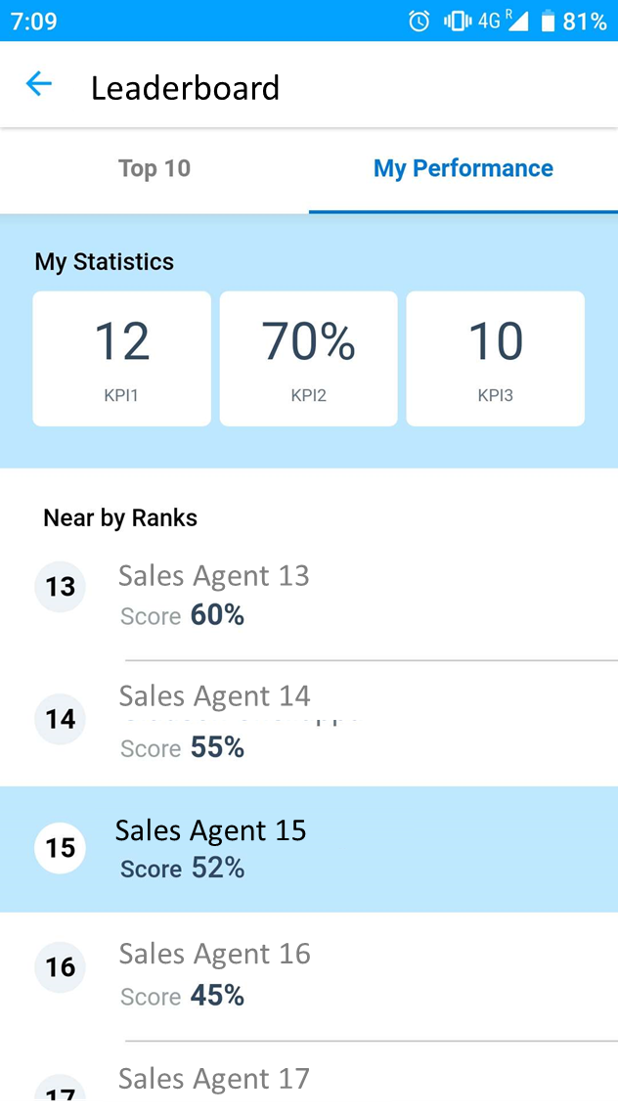 7:09 4G R 81%
Leaderboard
Top 10 My Performance
My Statistics
12 70% 10
KPI1 KPI2 KPI3
Near by Ranks
13 Sales Agent 13
Score 60%
14 Sales Agent 14
Score 55%
15 Sales Agent 15
Score 52%
16 Sales Agent 16
Score 45%
17 Sales Agent 17